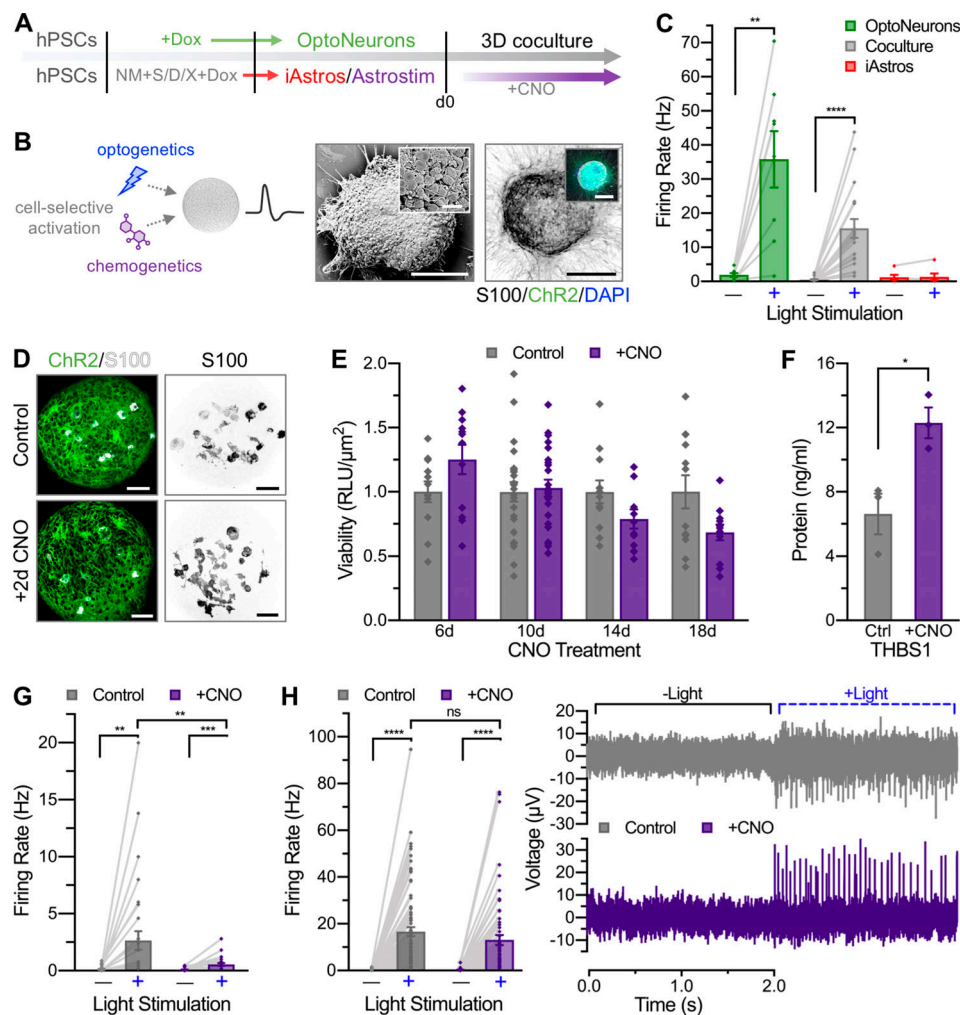 A
hPSCs
+Dox
OptoNeurons
3D coculture
hPSCs
NM+S/D/X+Dox
iAstros/Astrostim
+CNO
d0
B
optogenetics
cell-selective
activation
chemogenetics
S100/ChR2/DAPI
C
OptoNeurons
Coculture
iAstros
**
****
Firing Rate (Hz)
70
60
50
40
30
20
10
0
— + — + — +
Light Stimulation
D
ChR2/S100
S100
Control
+2d CNO
E
Control
+CNO
Viability (RLU/µm²)
2.0
1.5
1.0
0.5
0.0
6d 10d 14d 18d
CNO Treatment
F
*
Protein (ng/ml)
16
12
8
4
0
Ctrl +CNO
THBS1
G
Control
+CNO
**
**
***
Firing Rate (Hz)
20
15
10
5
0
— + — +
Light Stimulation
H
Control
+CNO
ns
****
****
Firing Rate (Hz)
100
80
60
40
20
0
— + — +
Light Stimulation
-Light
+Light
Voltage (µV)
20
10
0
-10
-20
-30
Control
+CNO
30
20
10
0
-10
0.0 1.0 2.0
Time (s)